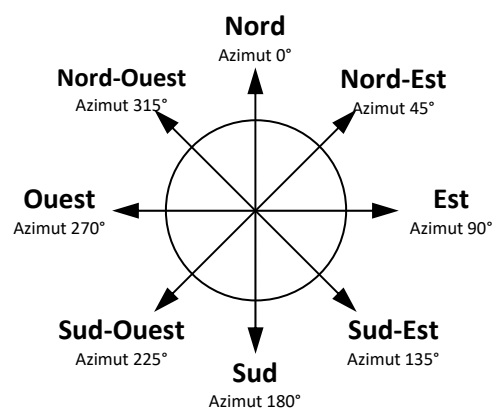 Nord
Azimut 0°
Nord-Ouest
Azimut 315°
Nord-Est
Azimut 45°
Ouest
Azimut 270°
Est
Azimut 90°
Sud-Ouest
Azimut 225°
Sud-Est
Azimut 135°
Sud
Azimut 180°